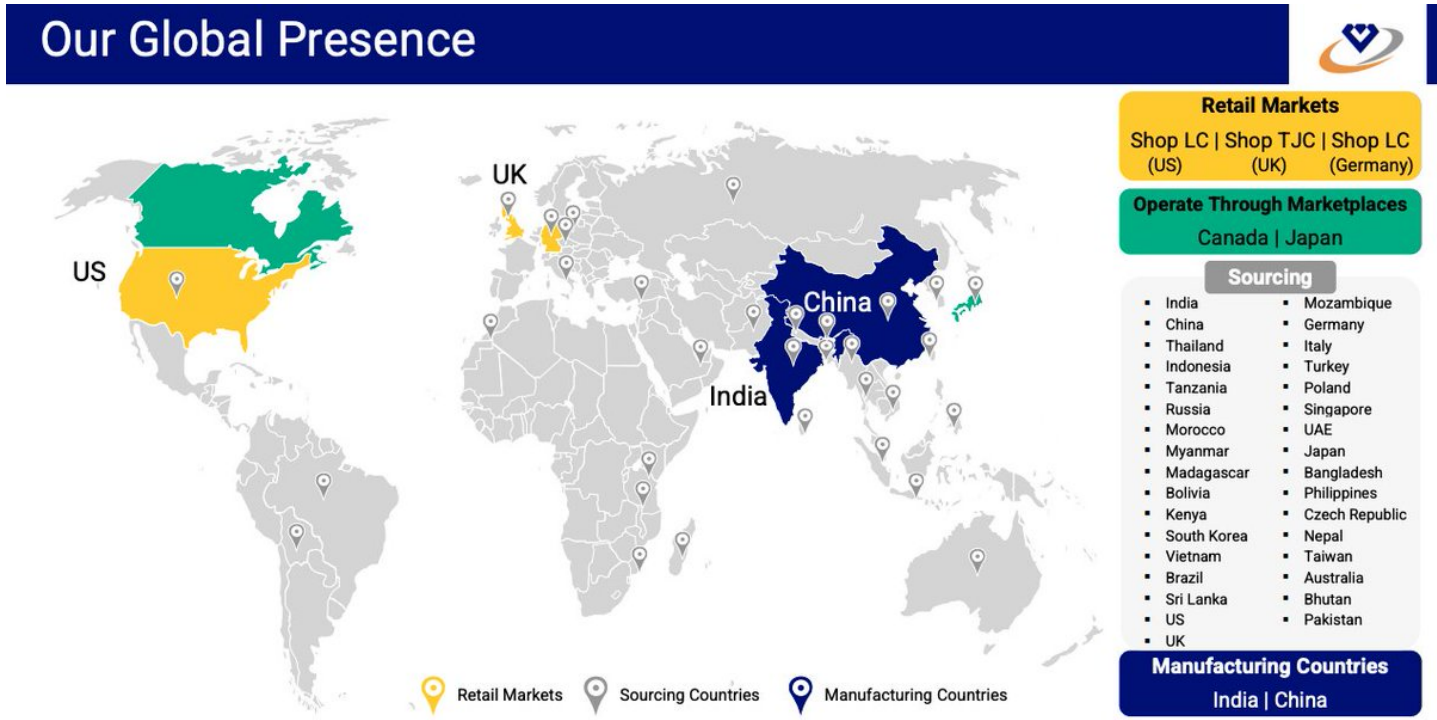 Our Global Presence
UK
US
China
India
Retail Markets
Sourcing Countries
Manufacturing Countries
Retail Markets
Shop LC | Shop TJC | Shop LC
(US) (UK) (Germany)
Operate Through Marketplaces
Canada | Japan
Sourcing
▪ India
▪ China
▪ Thailand
▪ Indonesia
▪ Tanzania
▪ Russia
▪ Morocco
▪ Myanmar
▪ Madagascar
▪ Bolivia
▪ Kenya
▪ South Korea
▪ Vietnam
▪ Brazil
▪ Sri Lanka
▪ US
▪ UK
▪ Mozambique
▪ Germany
▪ Italy
▪ Turkey
▪ Poland
▪ Singapore
▪ UAE
▪ Japan
▪ Bangladesh
▪ Philippines
▪ Czech Republic
▪ Nepal
▪ Taiwan
▪ Australia
▪ Bhutan
▪ Pakistan
Manufacturing Countries
India | China